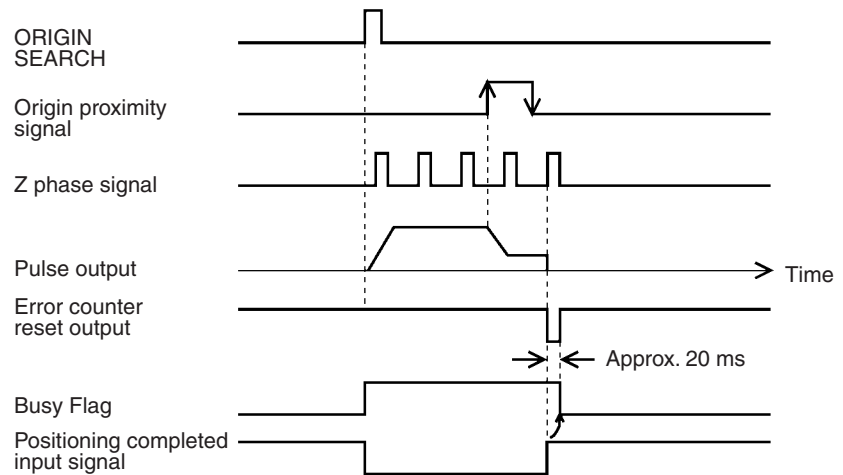 ORIGIN
SEARCH
Origin proximity
signal
Z phase signal
Pulse output
Time
Error counter
reset output
Approx. 20 ms
Busy Flag
Positioning completed
input signal